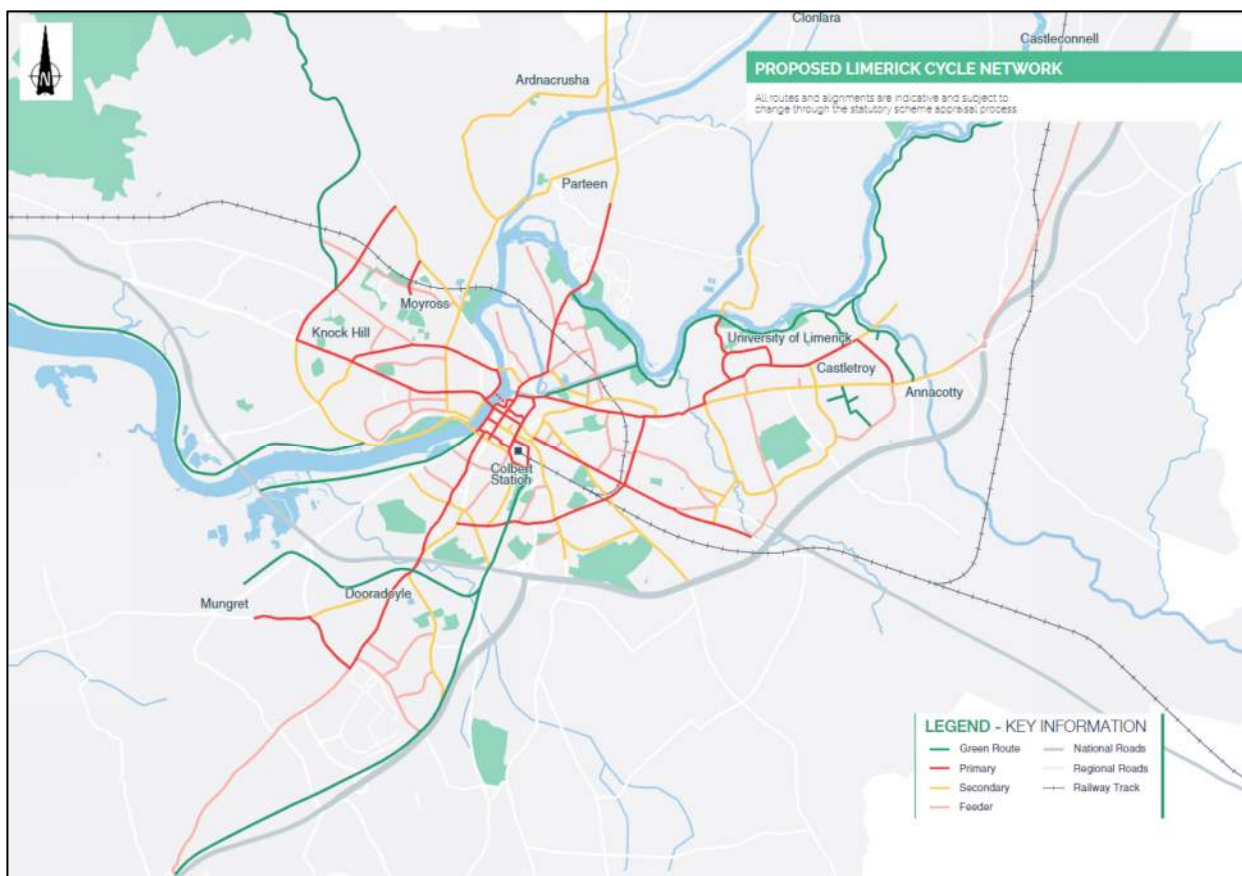 Clonlara
Castleconnell
N
Ardnacrusha
PROPOSED LIMERICK CYCLE NETWORK
All routes and alignments are indicative and subject to
change through the statutory scheme appraisal process
Parteen
Moyross
Knock Hill
University of Limerick
Castletroy
Annacotty
Colbert
Station
Mungret
Dooradoyle
LEGEND - KEY INFORMATION
Green Route
National Roads
Primary
Regional Roads
Secondary
Railway Track
Feeder